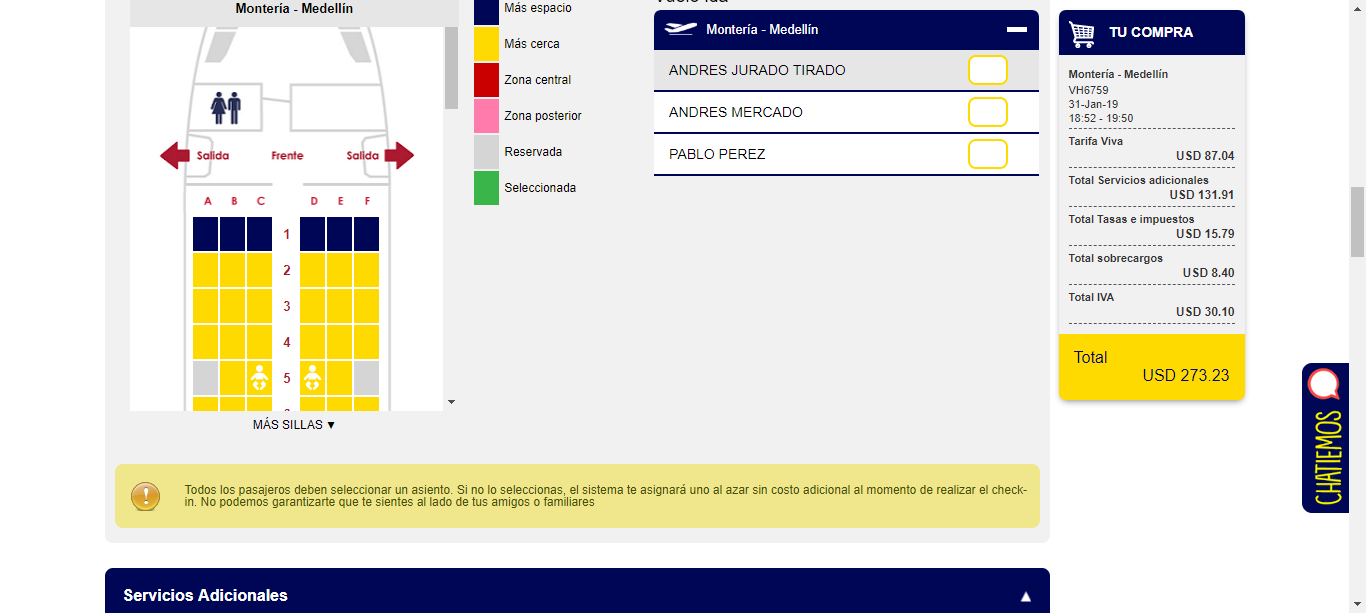 Montería - Medellín
Salida
Frente
Salida
A B C D E F
1
2
3
4
5
MÁS SILLAS ▼
Más espacio
Más cerca
Zona central
Zona posterior
Reservada
Seleccionada
Montería - Medellín
ANDRES JURADO TIRADO
ANDRES MERCADO
PABLO PEREZ
Todos los pasajeros deben seleccionar un asiento. Si no lo seleccionas, el sistema te asignará uno al azar sin costo adicional al momento de realizar el check-
in. No podemos garantizarte que te sientes al lado de tus amigos o familiares
Servicios Adicionales
TU COMPRA
Montería - Medellín
VH6759
31-Jan-19
18:52 - 19:50
Tarifa Viva
USD 87.04
Total Servicios adicionales
USD 131.91
Total Tasas e impuestos
USD 15.79
Total sobrecargos
USD 8.40
Total IVA
USD 30.10
Total
USD 273.23
CHATIEMOS